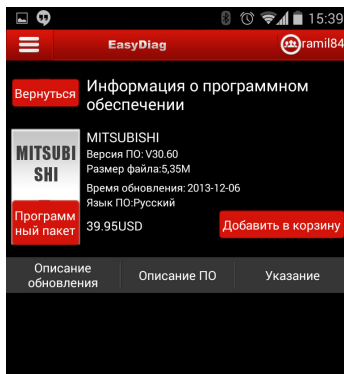 15:39
EasyDiag
ramil84
Вернуться
Информация о программном
обеспечении
MITSUBI
SHI
Программ
ный пакет
MITSUBISHI
Версия ПО: V30.60
Размер файла:5,35M
Время обновления: 2013-12-06
Язык ПО:Русский
39.95USD
Добавить в корзину
Описание
обновления
Описание ПО
Указание